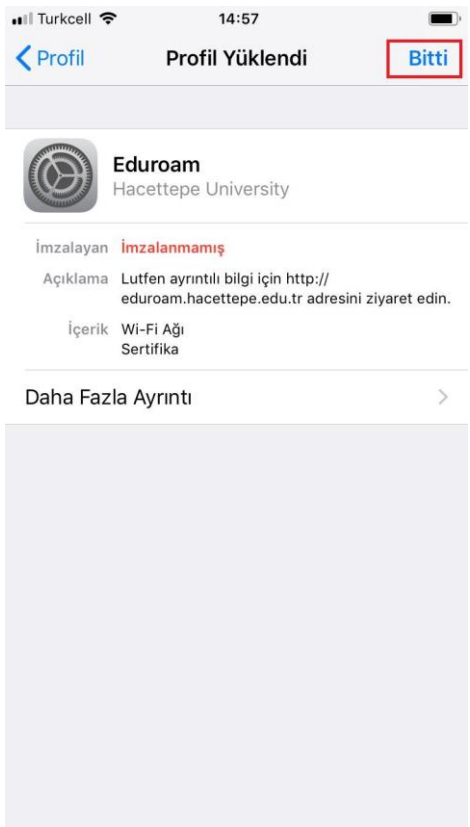 Turkcell 14:57
Profil Profil Yüklendi Bitti
Eduroam
Hacettepe University
İmzalayan İmzalanmamış
Açıklama Lutfen ayrıntılı bilgi için http://
eduroam.hacettepe.edu.tr adresini ziyaret edin.
İçerik Wi-Fi Ağı
Sertifika
Daha Fazla Ayrıntı